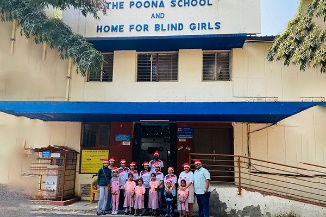 THE POONA SCHOOL
AND
HOME FOR BLIND GIRLS